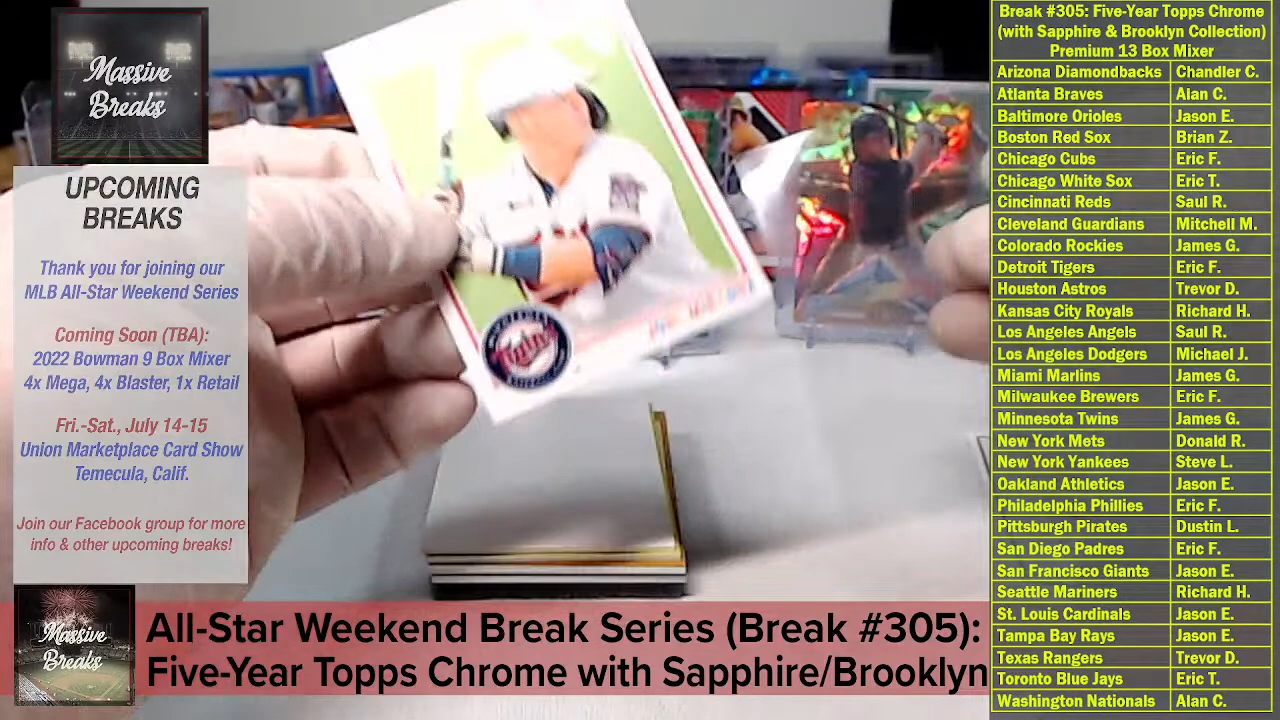 Massive
Breaks
UPCOMING
BREAKS
Thank you for joining our
MLB All-Star Weekend Series
Coming Soon (TBA):
2022 Bowman 9 Box Mixer
4x Mega, 4x Blaster, 1x Retail
Fri.-Sat., July 14-15
Union Marketplace Card Show
Temecula, Calif.
Join our Facebook group for more
info & other upcoming breaks!
Massive
Breaks
All-Star Weekend Break Series (Break #305):
Five-Year Topps Chrome with Sapphire/Brooklyn
Twins
Break #305: Five-Year Topps Chrome
(with Sapphire & Brooklyn Collection)
Premium 13 Box Mixer
Arizona Diamondbacks Chandler C.
Atlanta Braves Alan C.
Baltimore Orioles Jason E.
Boston Red Sox Brian Z.
Chicago Cubs Eric F.
Chicago White Sox Eric T.
Cincinnati Reds Saul R.
Cleveland Guardians Mitchell M.
Colorado Rockies James G.
Detroit Tigers Eric F.
Houston Astros Trevor D.
Kansas City Royals Richard H.
Los Angeles Angels Saul R.
Los Angeles Dodgers Michael J.
Miami Marlins James G.
Milwaukee Brewers Eric F.
Minnesota Twins James G.
New York Mets Donald R.
New York Yankees Steve L.
Oakland Athletics Jason E.
Philadelphia Phillies Eric F.
Pittsburgh Pirates Dustin L.
San Diego Padres Eric F.
San Francisco Giants Jason E.
Seattle Mariners Richard H.
St. Louis Cardinals Jason E.
Tampa Bay Rays Jason E.
Texas Rangers Trevor D.
Toronto Blue Jays Eric T.
Washington Nationals Alan C.